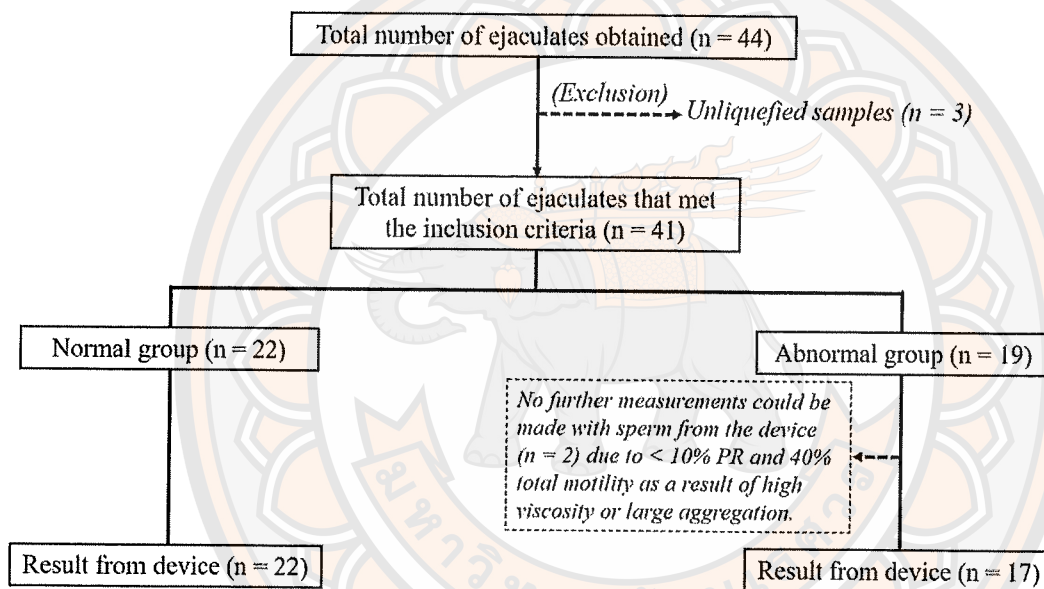 Total number of ejaculates obtained (n = 44)
(Exclusion)
Unliquefied samples (n = 3)
Total number of ejaculates that met
the inclusion criteria (n = 41)
Normal group (n = 22)
Abnormal group (n = 19)
No further measurements could be
made with sperm from the device
(n = 2) due to < 10% PR and 40%
total motility as a result of high
viscosity or large aggregation.
Result from device (n = 22)
Result from device (n = 17)